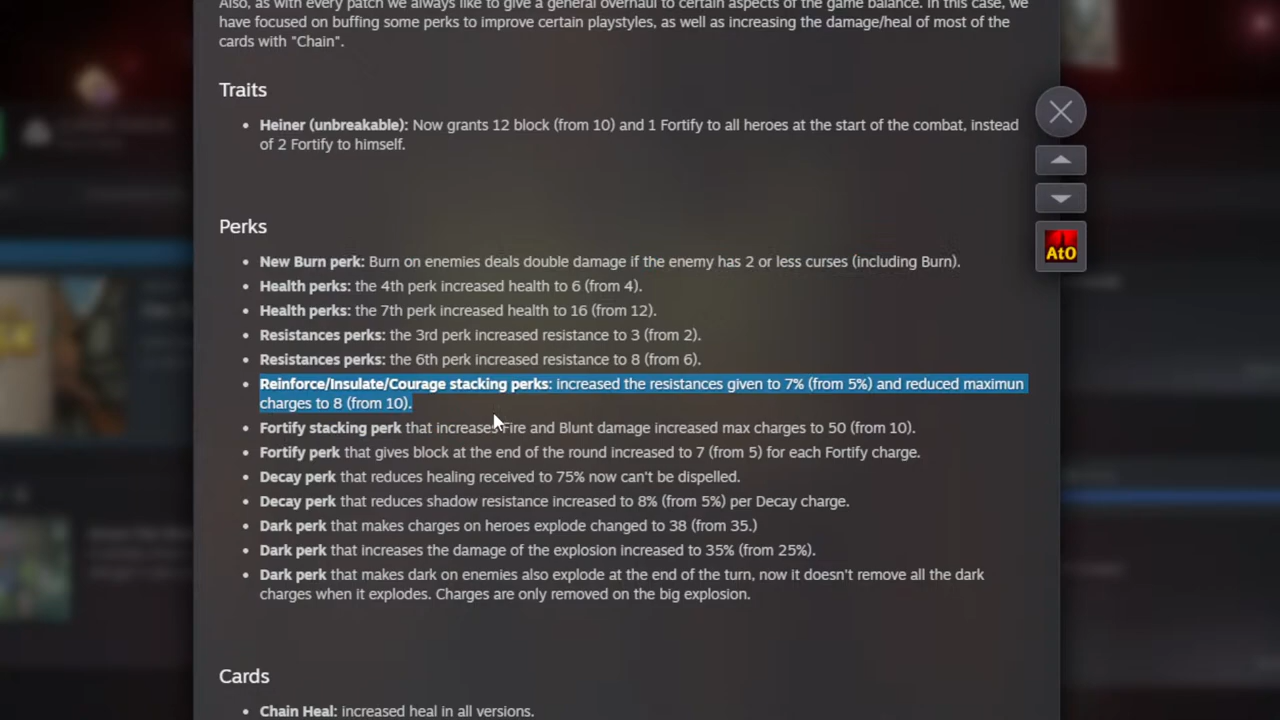 Also, as with every patch we always like to give a general overhaul to certain aspects of the game balance. In this case, we
have focused on buffing some perks to improve certain playstyles, as well as increasing the damage/heal of most of the
cards with "Chain".
Traits
• Heiner (unbreakable): Now grants 12 block (from 10) and 1 Fortify to all heroes at the start of the combat, instead
of 2 Fortify to himself.
Perks
• New Burn perk: Burn on enemies deals double damage if the enemy has 2 or less curses (including Burn).
• Health perks: the 4th perk increased health to 6 (from 4).
• Health perks: the 7th perk increased health to 16 (from 12).
• Resistances perks: the 3rd perk increased resistance to 3 (from 2).
• Resistances perks: the 6th perk increased resistance to 8 (from 6).
• Reinforce/Insulate/Courage stacking perks: increased the resistances given to 7% (from 5%) and reduced maximun
charges to 8 (from 10).
• Fortify stacking perk that increases Fire and Blunt damage increased max charges to 50 (from 10).
• Fortify perk that gives block at the end of the round increased to 7 (from 5) for each Fortify charge.
• Decay perk that reduces healing received to 75% now can't be dispelled.
• Decay perk that reduces shadow resistance increased to 8% (from 5%) per Decay charge.
• Dark perk that makes charges on heroes explode changed to 38 (from 35.)
• Dark perk that increases the damage of the explosion increased to 35% (from 25%).
• Dark perk that makes dark on enemies also explode at the end of the turn, now it doesn't remove all the dark
charges when it explodes. Charges are only removed on the big explosion.
Cards
• Chain Heal: increased heal in all versions.
AtO